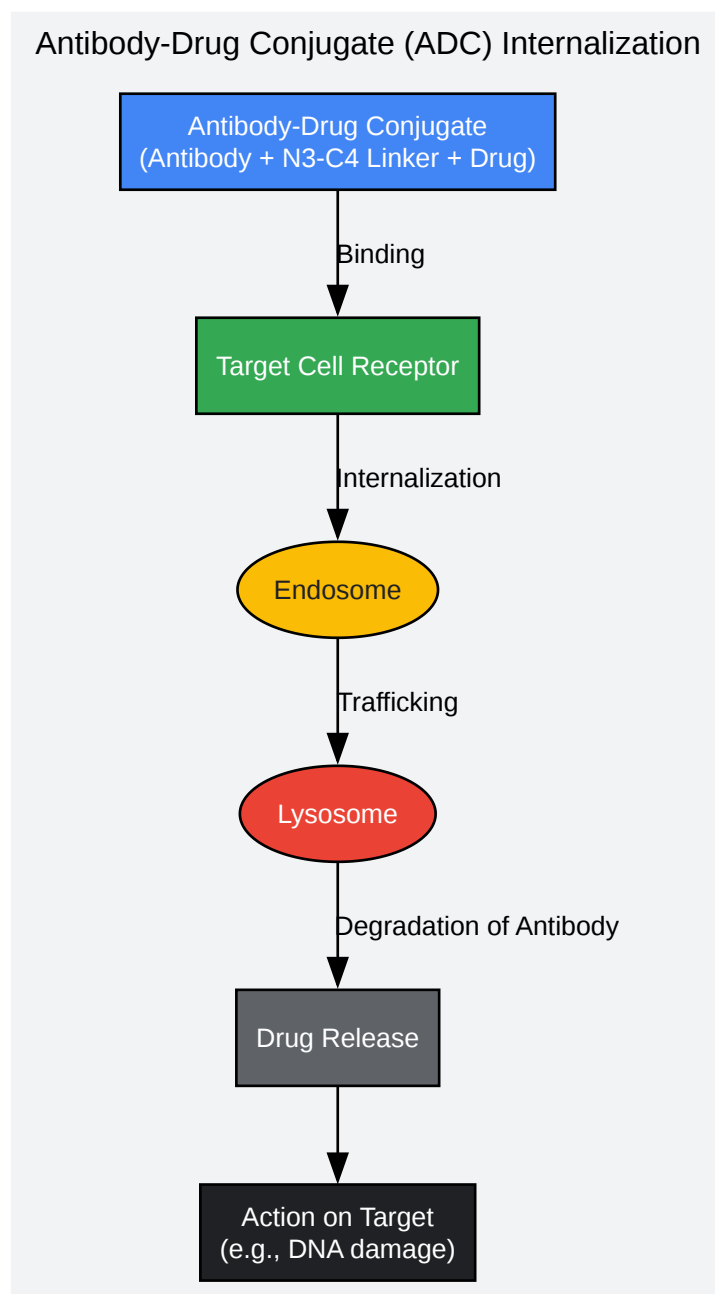 Antibody-Drug Conjugate (ADC) Internalization
Antibody-Drug Conjugate
(Antibody + N3-C4 Linker + Drug)
Binding
Target Cell Receptor
Internalization
Endosome
Trafficking
Lysosome
Degradation of Antibody
Drug Release
Action on Target
(e.g., DNA damage)